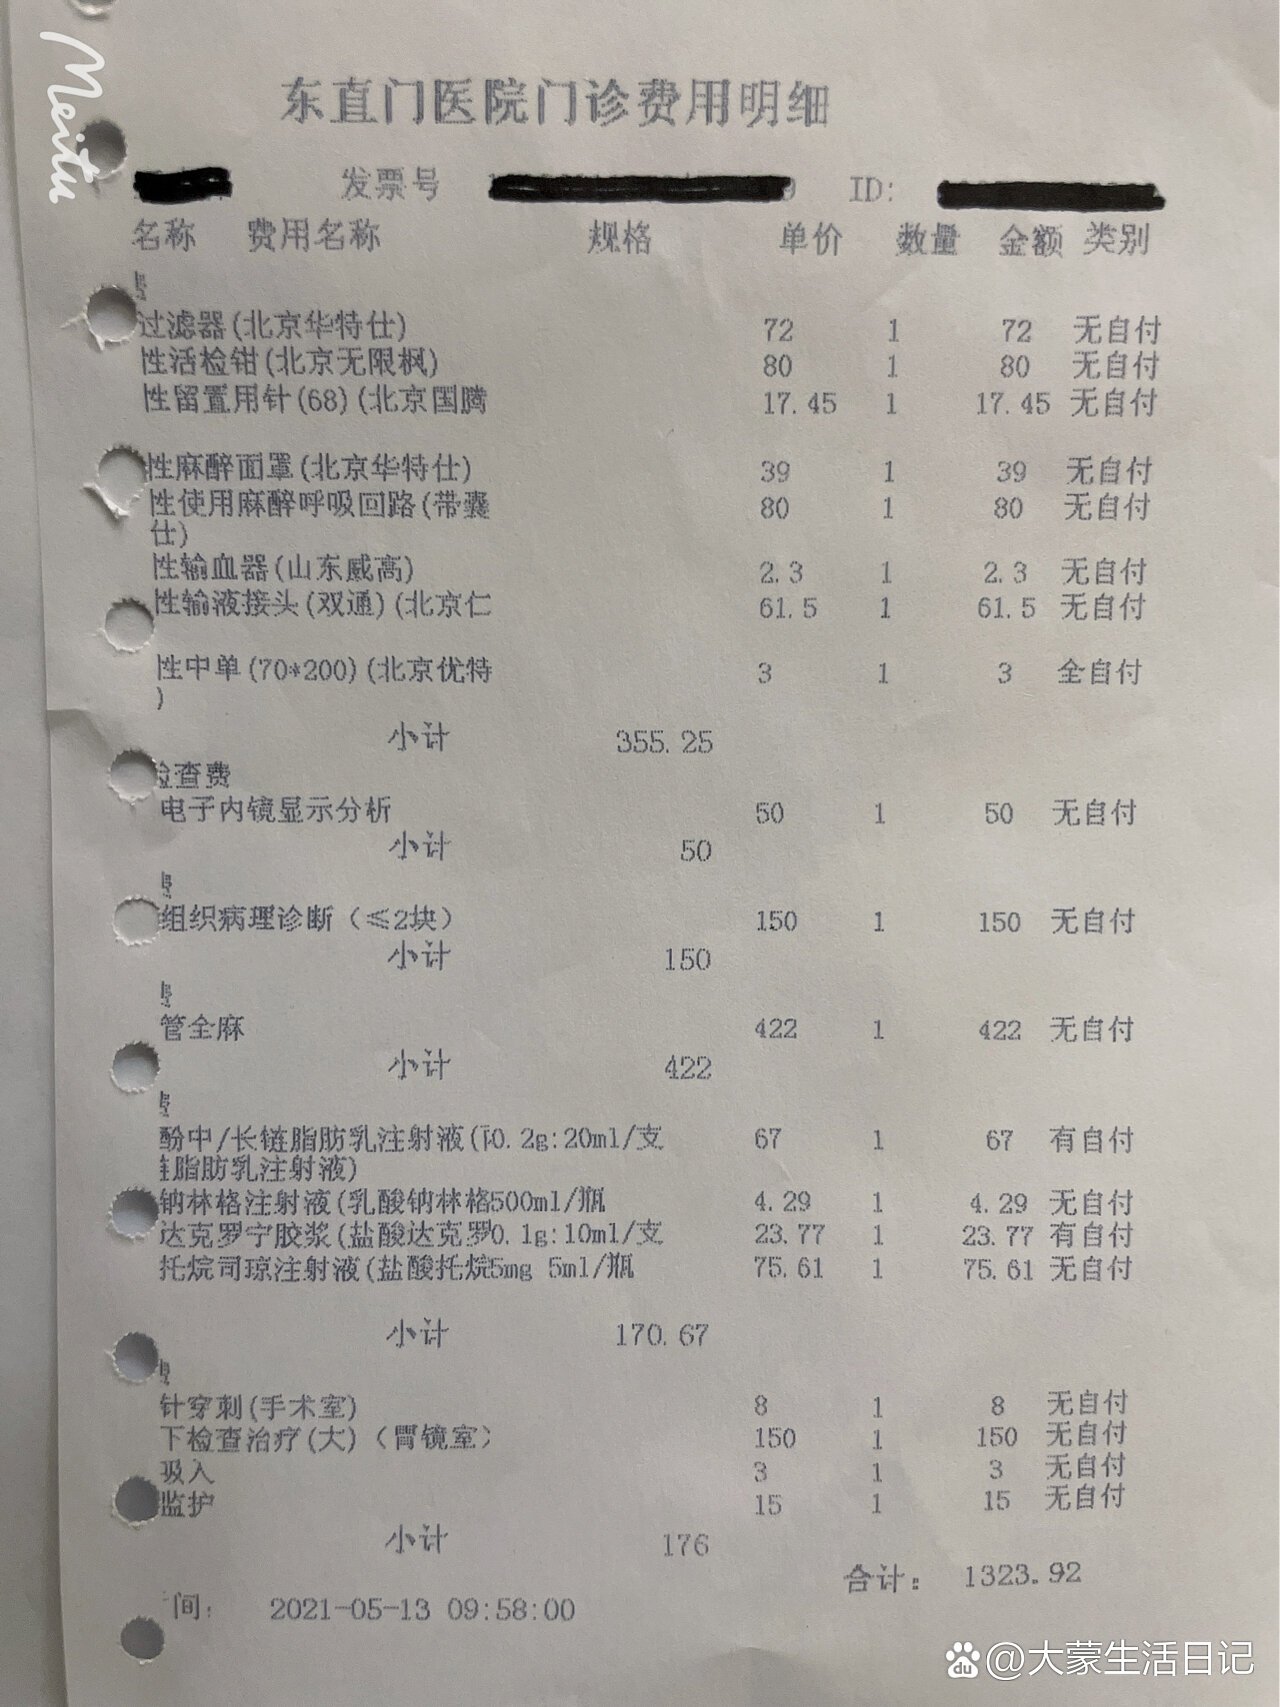 Meitu
东直门医院门诊费用明细
发票号 9 ID:
名称 费用名称 规格 单价 数量 金额 类别
过滤器(北京华特仕) 72 1 72 无自付
性活检钳(北京无限枫) 80 1 80 无自付
性留置用针(68)(北京国腾 17.45 1 17.45 无自付
性麻醉面罩(北京华特仕) 39 1 39 无自付
性使用麻醉呼吸回路(带囊 80 1 80 无自付
仕)
性输血器(山东威高) 2.3 1 2.3 无自付
性输液接头(双通)(北京仁 61.5 1 61.5 无自付
性中单(70*200)(北京优特 3 1 3 全自付
)
小计 355.25
检查费
电子内镜显示分析 50 1 50 无自付
小计 50
组织病理诊断（≤2块） 150 1 150 无自付
小计 150
管全麻 422 1 422 无自付
小计 422
酚中/长链脂肪乳注射液(0.2g:20ml/支 67 1 67 有自付
脂肪乳注射液)
钠林格注射液(乳酸钠林格500ml/瓶 4.29 1 4.29 无自付
达克罗宁胶浆(盐酸达克罗0.1g:10ml/支 23.77 1 23.77 有自付
托烷司琼注射液(盐酸托烷5mg 5ml/瓶 75.61 1 75.61 无自付
小计 170.67
针穿刺(手术室) 8 1 8 无自付
下检查治疗(大)（胃镜室） 150 1 150 无自付
吸入 3 1 3 无自付
监护 15 1 15 无自付
小计 176
合计： 1323.92
间： 2021-05-13 09:58:00
du @大蒙生活日记